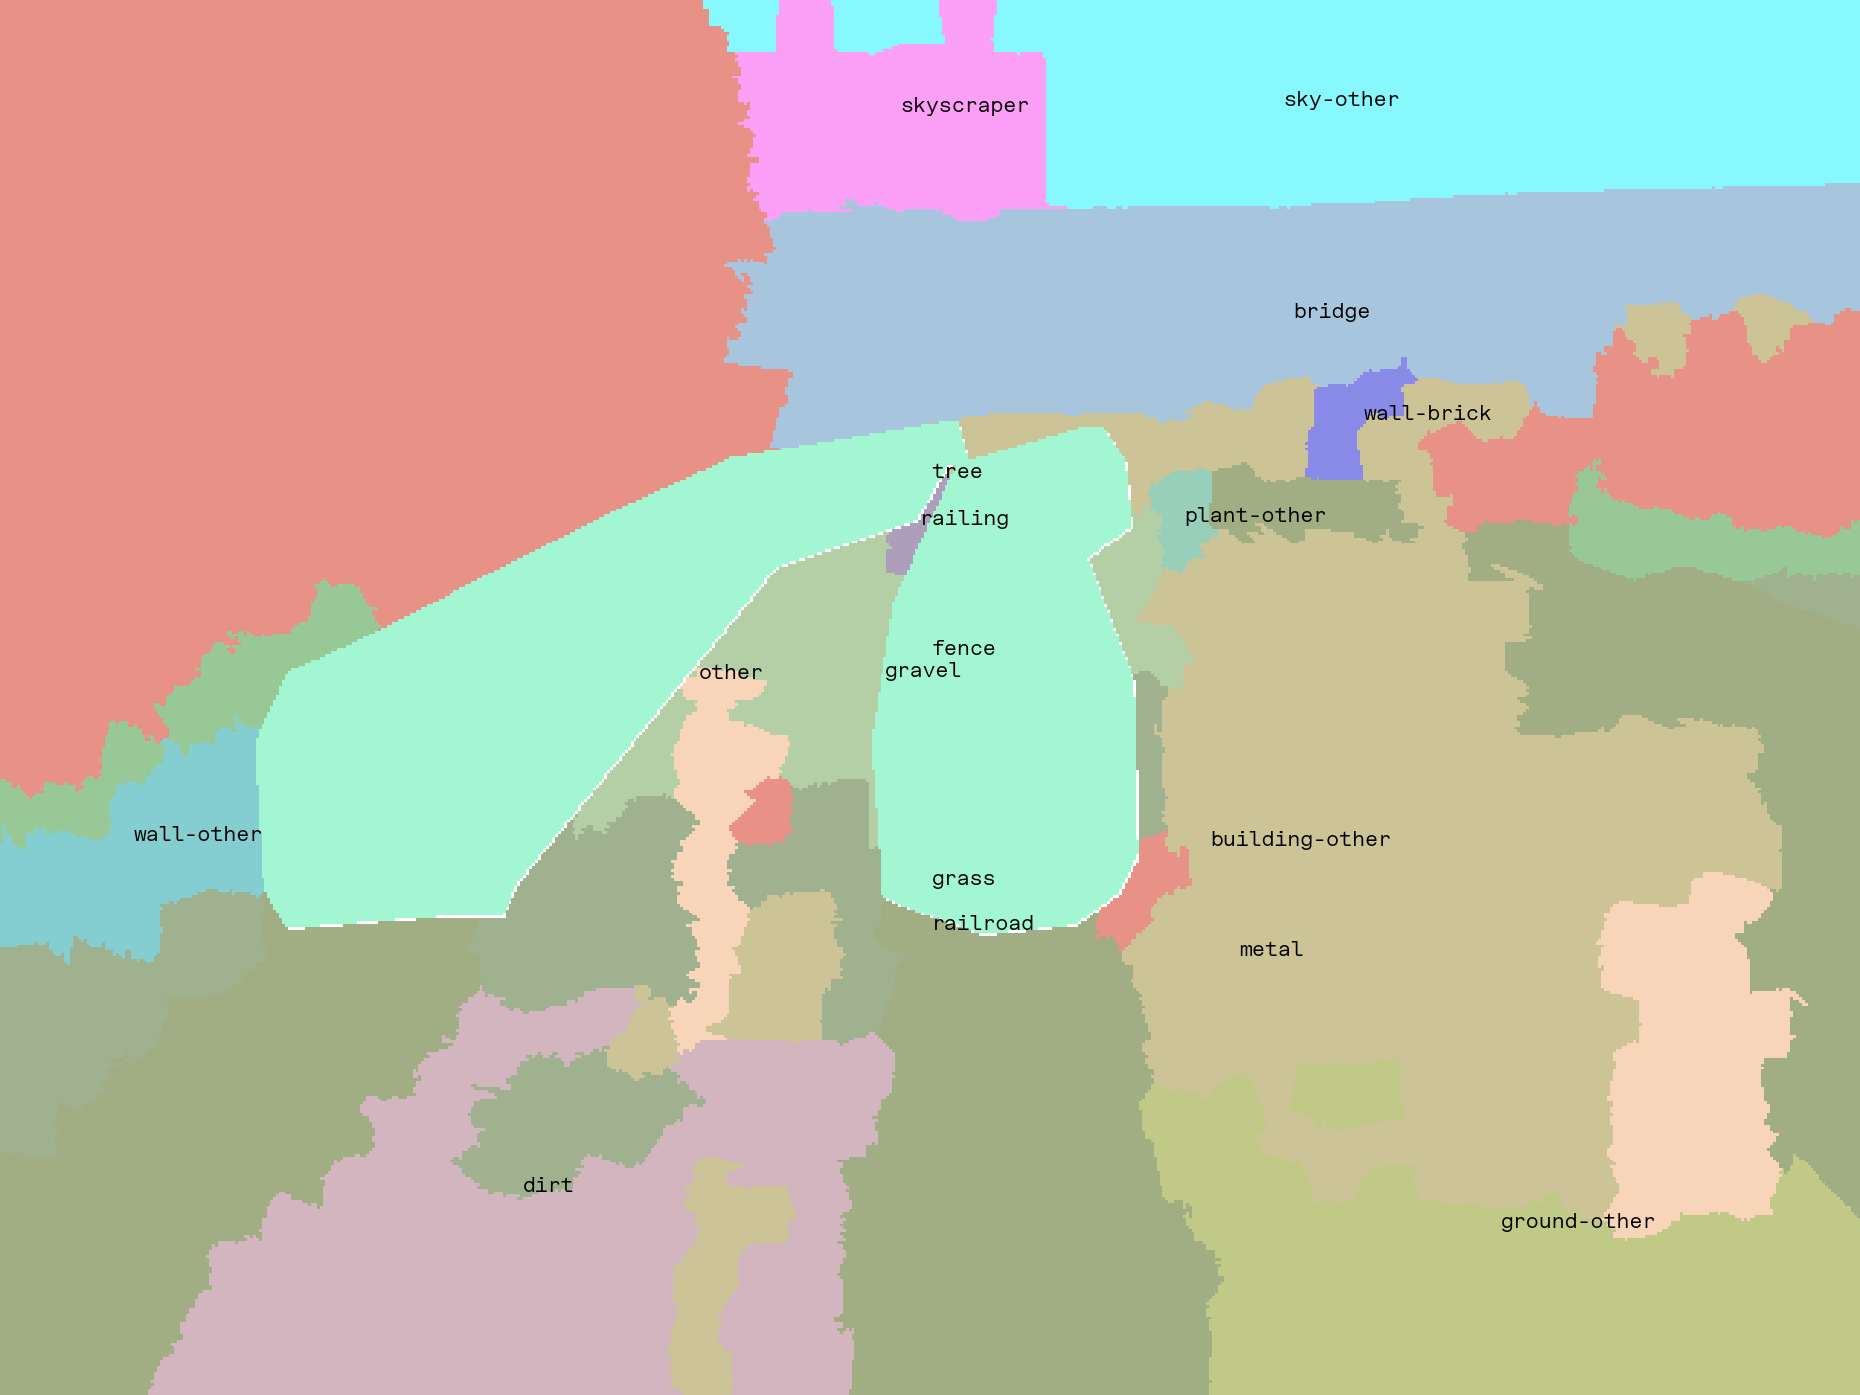 sky-other
skyscraper
bridge
wall-brick
tree
plant-other
railing
fence
gravel
other
wall-other
building-other
grass
railroad
metal
dirt
ground-other